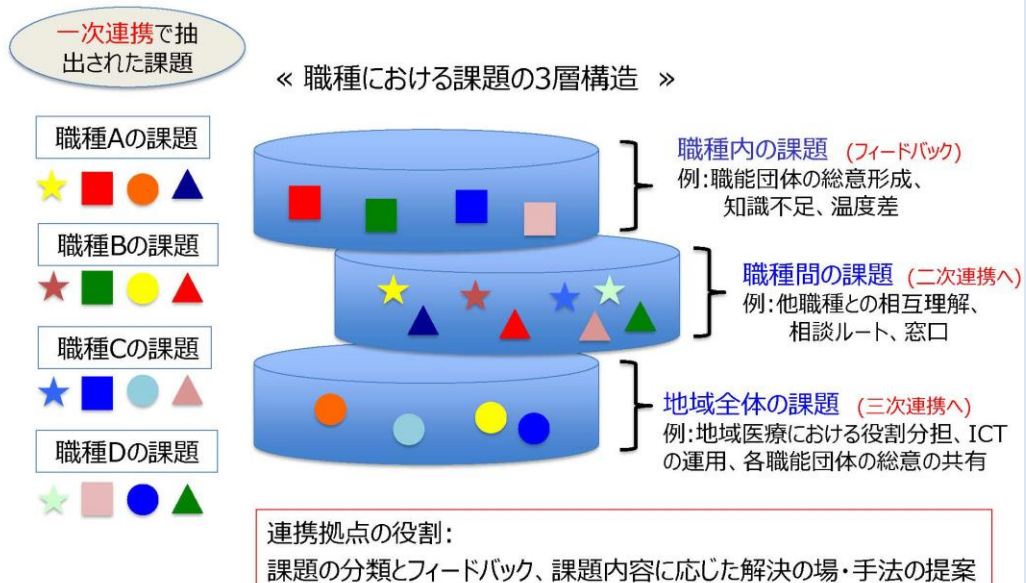 一次連携で抽
出された課題
« 職種における課題の3層構造 »
職種Aの課題
職種Bの課題
職種Cの課題
職種Dの課題
職種内の課題 (フィードバック)
例:職能団体の総意形成、
知識不足、温度差
職種間の課題 (二次連携へ)
例:他職種との相互理解、
相談ルート、窓口
地域全体の課題 (三次連携へ)
例:地域医療における役割分担、ICT
の運用、各職能団体の総意の共有
連携拠点の役割:
課題の分類とフィードバック、課題内容に応じた解決の場・手法の提案